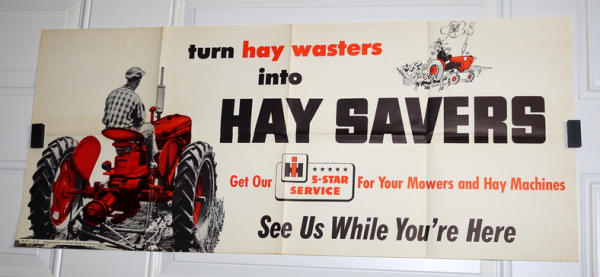 turn hay wasters
into
HAY SAVERS
Get Our IH 5-STAR SERVICE For Your Mowers and Hay Machines
See Us While You're Here